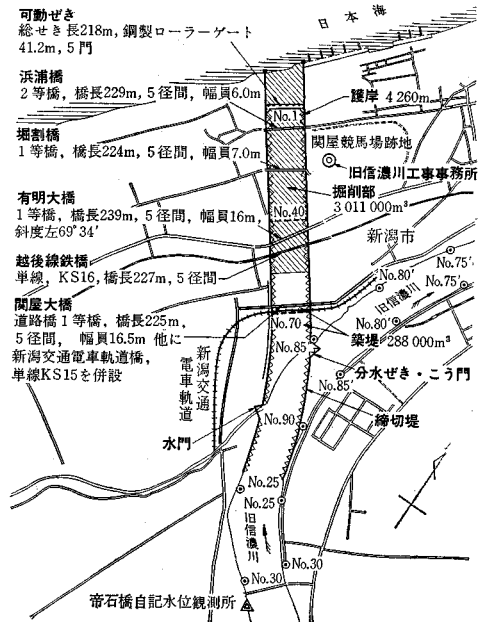 可動ぜき
総せき長218m，鋼製ローラーゲート
41.2m，5門
日本海
浜浦橋
2等橋，橋長229m，5径間，幅員6.0m
No.1
護岸 4 260m
堀割橋
1等橋，橋長224m，5径間，幅員7.0m
関屋競馬場跡地
旧信濃川工事事務所
掘削部
3 011 000m³
有明大橋
1等橋，橋長239m，5径間，幅員16m，
斜度左69°34′
No.40
新潟市
越後線鉄橋
単線，KS16，橋長227m，5径間
No.75′
No.80′
No.75′
旧信濃川
関屋大橋
道路橋1等橋，橋長225m，
5径間，幅員16.5m 他に
新潟交通電車軌道橋，
単線KS15を併設
No.70
No.80′
築堤 288 000m³
No.85
分水ぜき・こう門
新潟交通
電車軌道
No.85′
締切堤
水門
No.90
No.25
No.25
旧信濃川
No.30
No.30
帝石橋自記水位観測所